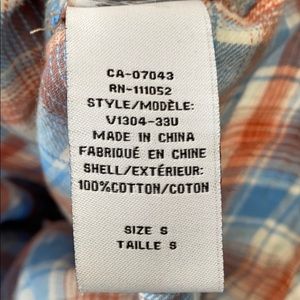 CA-07043
RN-111052
STYLE/MODÈLE:
V1304-33U
MADE IN CHINA
FABRIQUÉ EN CHINE
SHELL/EXTÉRIEUR:
100%COTTON/COTON
SIZE S
TAILLE S